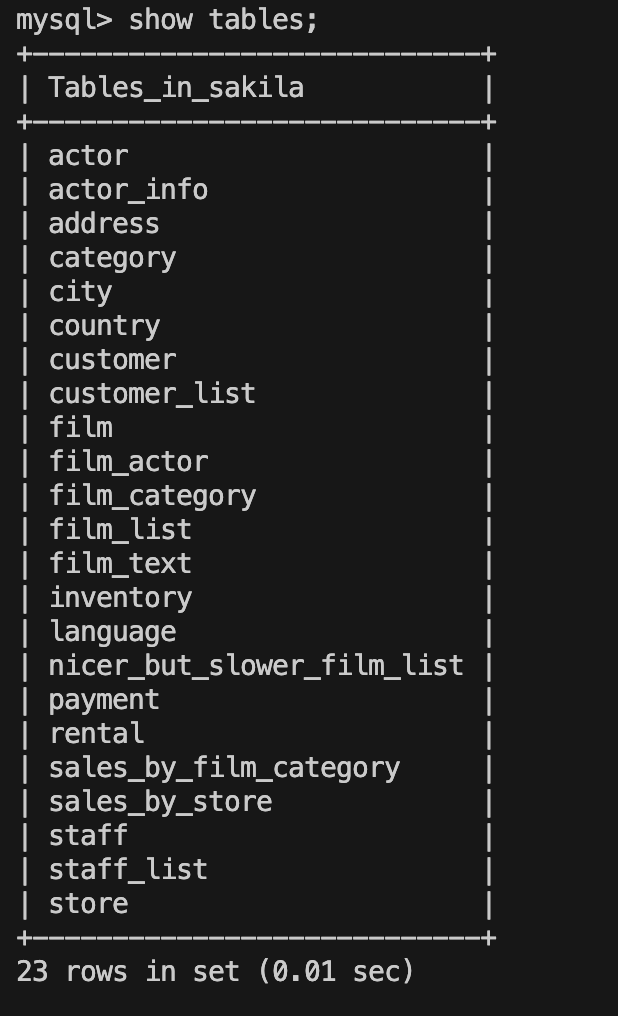 mysql> show tables;
+----------------------------+
| Tables_in_sakila           |
+----------------------------+
| actor                      |
| actor_info                 |
| address                    |
| category                   |
| city                       |
| country                    |
| customer                   |
| customer_list              |
| film                       |
| film_actor                 |
| film_category              |
| film_list                  |
| film_text                  |
| inventory                  |
| language                   |
| nicer_but_slower_film_list |
| payment                    |
| rental                     |
| sales_by_film_category     |
| sales_by_store             |
| staff                      |
| staff_list                 |
| store                      |
+----------------------------+
23 rows in set (0.01 sec)